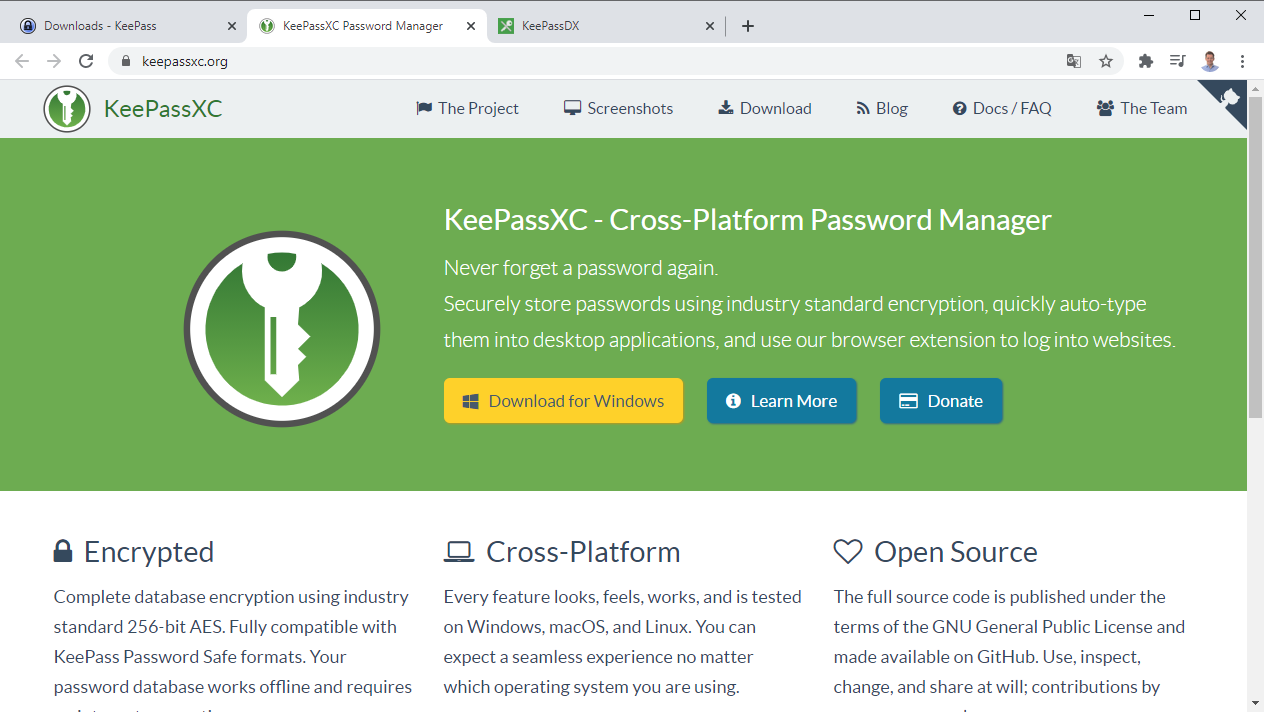 Downloads - KeePass
KeePassXC Password Manager
KeePassDX
keepassxc.org
KeePassXC
The Project
Screenshots
Download
Blog
Docs / FAQ
The Team
KeePassXC - Cross-Platform Password Manager
Never forget a password again.
Securely store passwords using industry standard encryption, quickly auto-type
them into desktop applications, and use our browser extension to log into websites.
Download for Windows
Learn More
Donate
Encrypted
Complete database encryption using industry
standard 256-bit AES. Fully compatible with
KeePass Password Safe formats. Your
password database works offline and requires
Cross-Platform
Every feature looks, feels, works, and is tested
on Windows, macOS, and Linux. You can
expect a seamless experience no matter
which operating system you are using.
Open Source
The full source code is published under the
terms of the GNU General Public License and
made available on GitHub. Use, inspect,
change, and share at will; contributions by